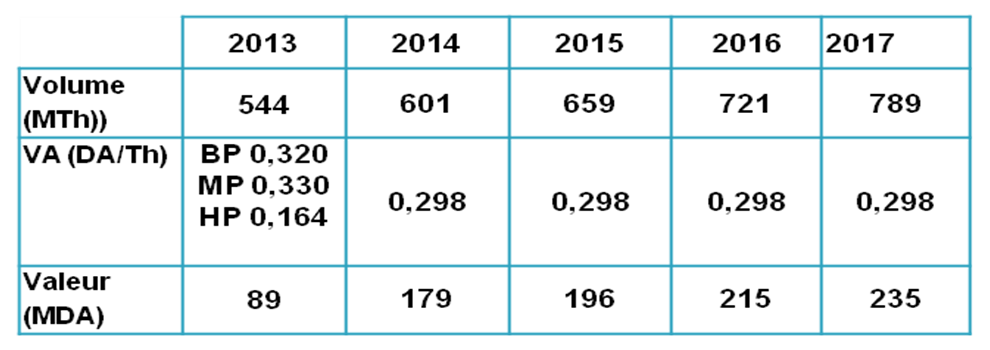 2013 2014 2015 2016 2017
Volume
(MTh)) 544 601 659 721 789
VA (DA/Th) BP 0,320
MP 0,330
HP 0,164 0,298 0,298 0,298 0,298
Valeur
(MDA) 89 179 196 215 235